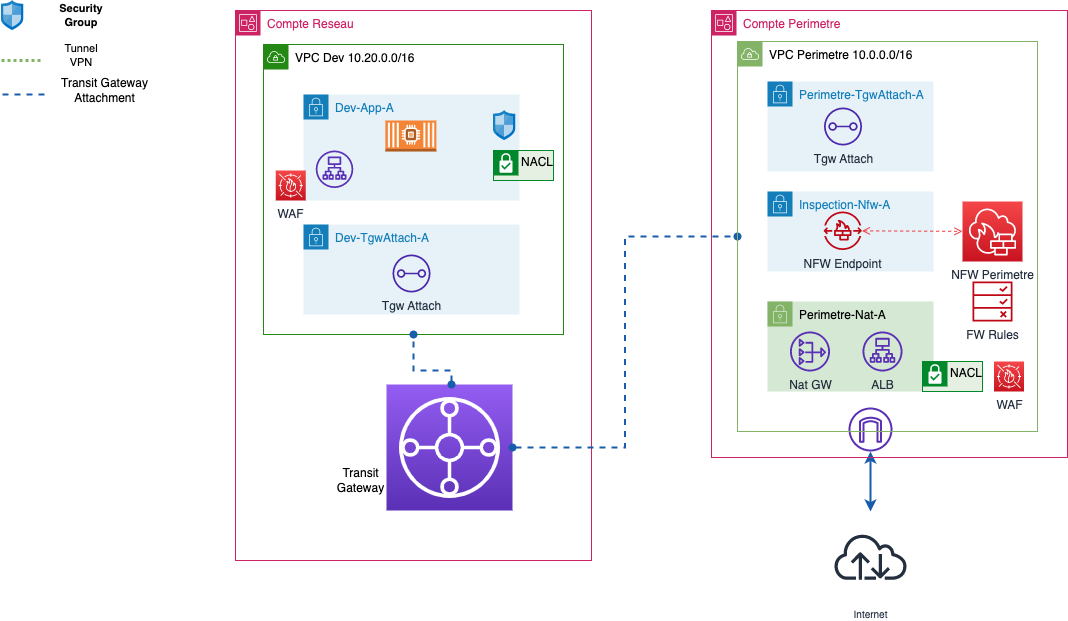 Security
Group
Tunnel
VPN
Transit Gateway
Attachment
Compte Reseau
VPC Dev 10.20.0.0/16
Dev-App-A
NACL
WAF
Dev-TgwAttach-A
Tgw Attach
Transit
Gateway
Compte Perimetre
VPC Perimetre 10.0.0.0/16
Perimetre-TgwAttach-A
Tgw Attach
Inspection-Nfw-A
NFW Endpoint
NFW Perimetre
FW Rules
Perimetre-Nat-A
Nat GW
ALB
NACL
WAF
Internet